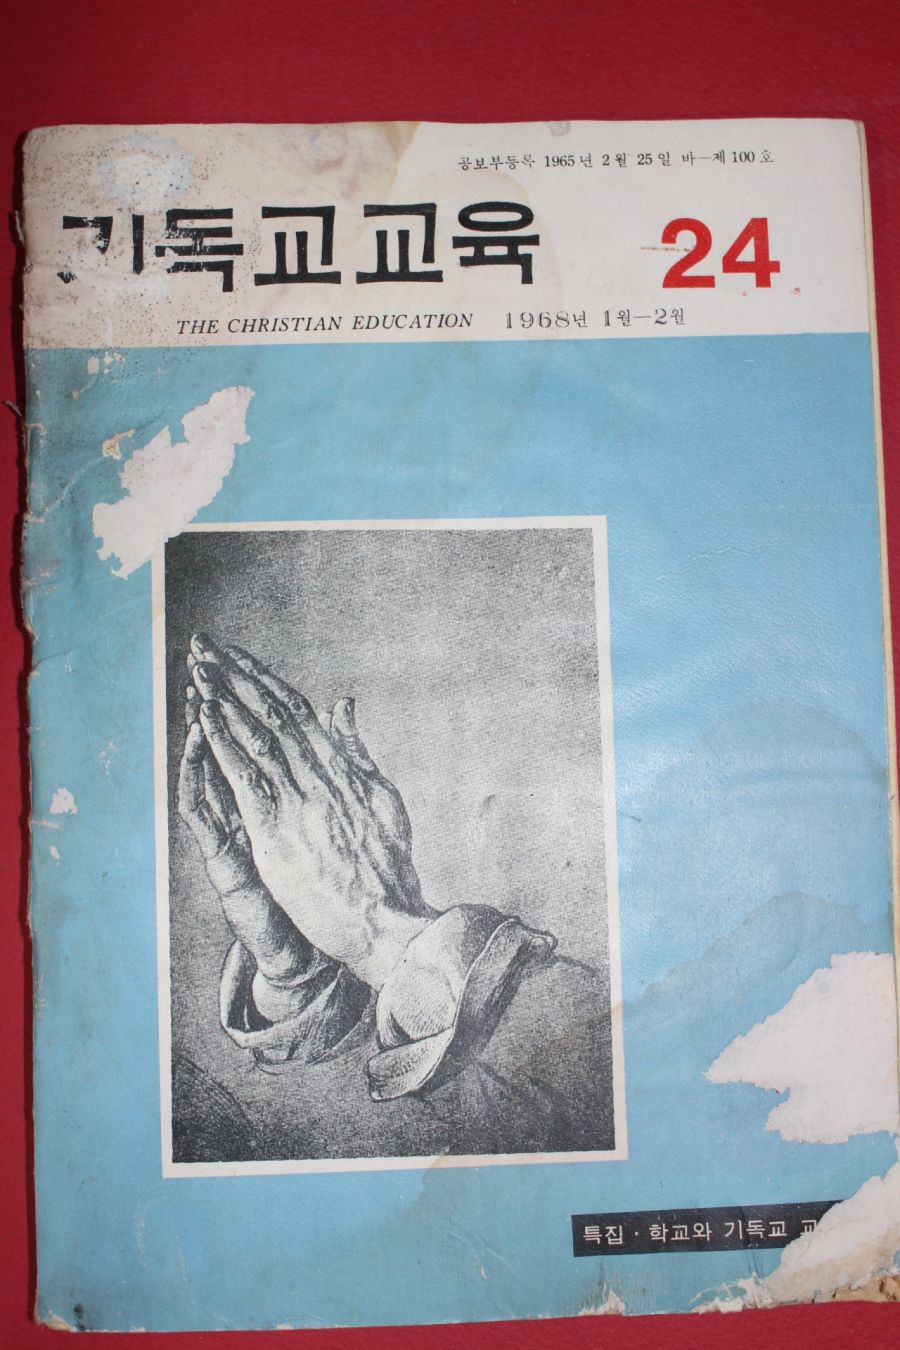 공보부등록 1965년 2월 25일 바—제100호
기독교교육 24
THE CHRISTIAN EDUCATION 1968년 1월—2월
특집 · 학교와 기독교 교